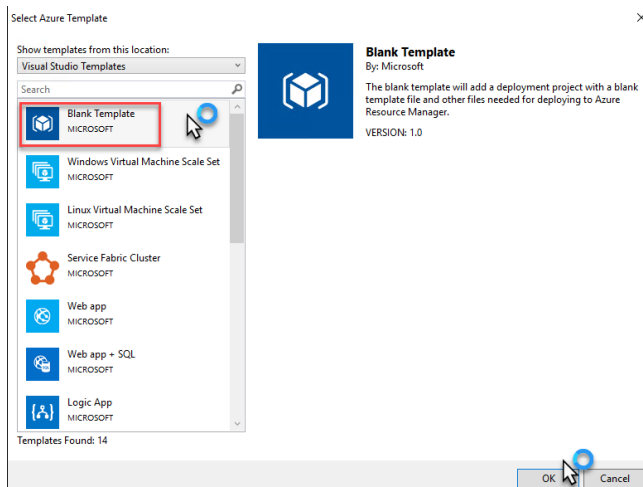 Select Azure Template
Show templates from this location:
Visual Studio Templates
Search
Blank Template
MICROSOFT
Windows Virtual Machine Scale Set
MICROSOFT
Linux Virtual Machine Scale Set
MICROSOFT
Service Fabric Cluster
MICROSOFT
Web app
MICROSOFT
Web app + SQL
MICROSOFT
Logic App
MICROSOFT
Templates Found: 14
Blank Template
By: Microsoft
The blank template will add a deployment project with a blank
template file and other files needed for deploying to Azure
Resource Manager.
VERSION: 1.0
OK
Cancel